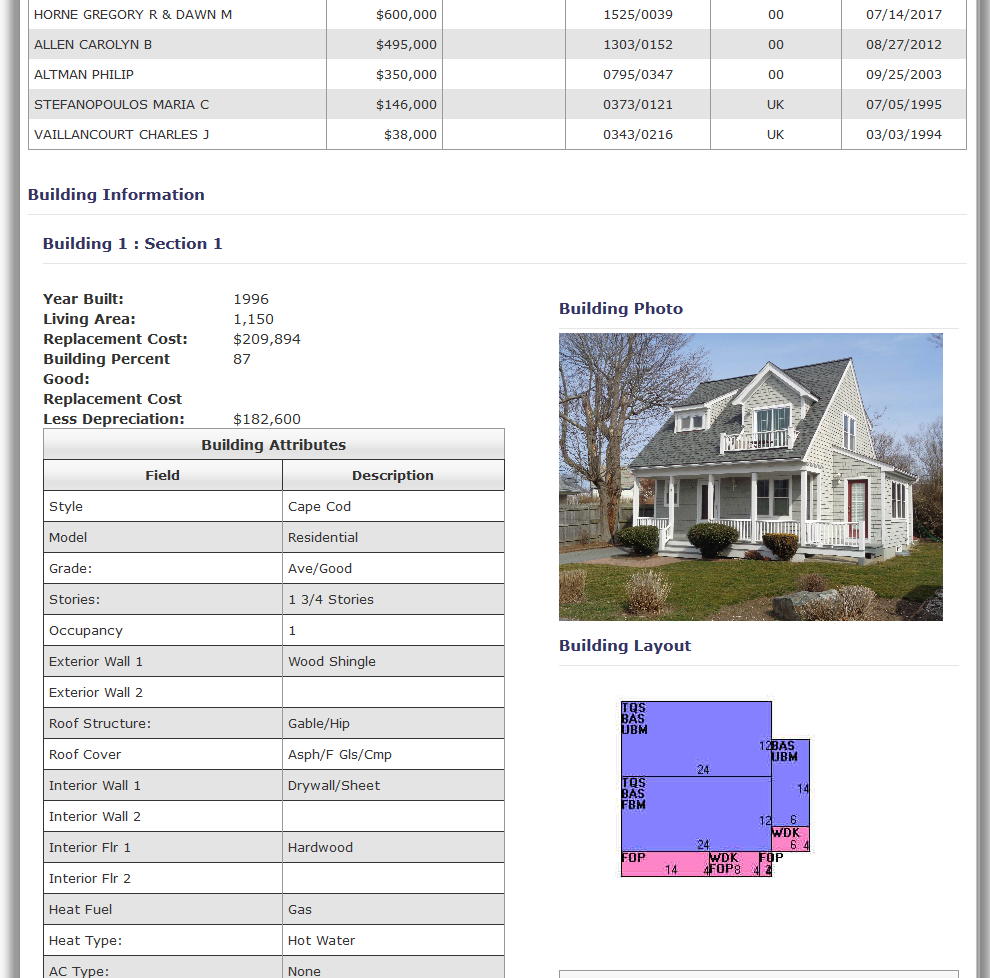 HORNE GREGORY R & DAWN M $600,000 1525/0039 00 07/14/2017
ALLEN CAROLYN B $495,000 1303/0152 00 08/27/2012
ALTMAN PHILIP $350,000 0795/0347 00 09/25/2003
STEFANOPOULOS MARIA C $146,000 0373/0121 UK 07/05/1995
VAILLANCOURT CHARLES J $38,000 0343/0216 UK 03/03/1994
Building Information
Building 1 : Section 1
Year Built: 1996
Living Area: 1,150
Replacement Cost: $209,894
Building Percent 87
Good:
Replacement Cost
Less Depreciation: $182,600
Building Attributes
Field Description
Style Cape Cod
Model Residential
Grade: Ave/Good
Stories: 1 3/4 Stories
Occupancy 1
Exterior Wall 1 Wood Shingle
Exterior Wall 2
Roof Structure: Gable/Hip
Roof Cover Asph/F Gls/Cmp
Interior Wall 1 Drywall/Sheet
Interior Wall 2
Interior Flr 1 Hardwood
Interior Flr 2
Heat Fuel Gas
Heat Type: Hot Water
AC Type: None
Building Photo
Building Layout
TQS
BAS
UBM
12
24
BAS
UBM
14
6
TQS
BAS
FBM
12
24
WDK
6 4
FOP WDK FOP
14 4 FOP 8 4 2